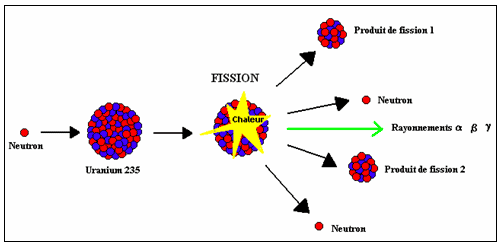 Neutron
Uranium 235
FISSION
Chaleur
Produit de fission 1
Neutron
Rayonnements α β γ
Produit de fission 2
Neutron